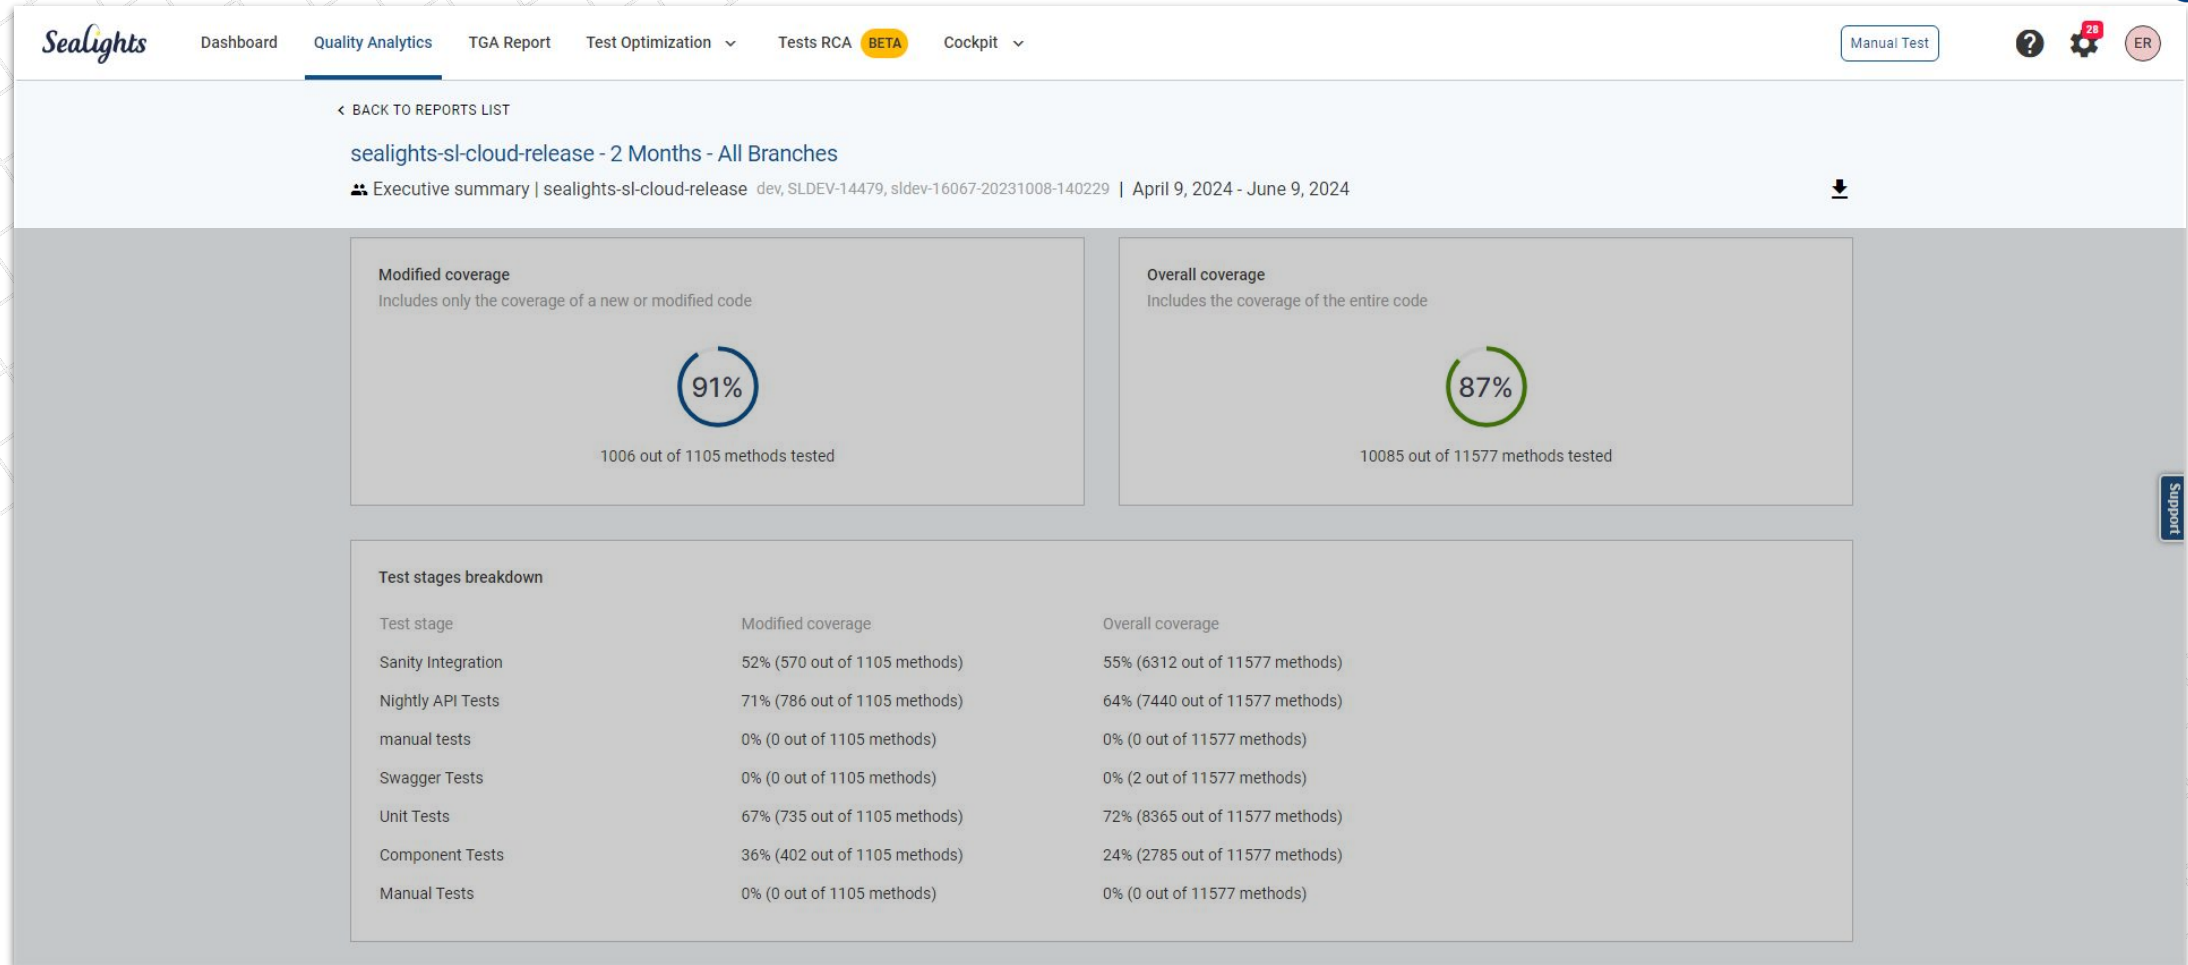 Sealights Dashboard Quality Analytics TGA Report Test Optimization Tests RCA BETA Cockpit Manual Test ? 28 ER
< BACK TO REPORTS LIST
sealights-sl-cloud-release - 2 Months - All Branches
Executive summary | sealights-sl-cloud-release dev, SLDEV-14479, sldev-16067-20231008-140229 | April 9, 2024 - June 9, 2024
Modified coverage
Includes only the coverage of a new or modified code
91%
1006 out of 1105 methods tested
Overall coverage
Includes the coverage of the entire code
87%
10085 out of 11577 methods tested
Support
Test stages breakdown
Test stage Modified coverage Overall coverage
Sanity Integration 52% (570 out of 1105 methods) 55% (6312 out of 11577 methods)
Nightly API Tests 71% (786 out of 1105 methods) 64% (7440 out of 11577 methods)
manual tests 0% (0 out of 1105 methods) 0% (0 out of 11577 methods)
Swagger Tests 0% (0 out of 1105 methods) 0% (2 out of 11577 methods)
Unit Tests 67% (735 out of 1105 methods) 72% (8365 out of 11577 methods)
Component Tests 36% (402 out of 1105 methods) 24% (2785 out of 11577 methods)
Manual Tests 0% (0 out of 1105 methods) 0% (0 out of 11577 methods)